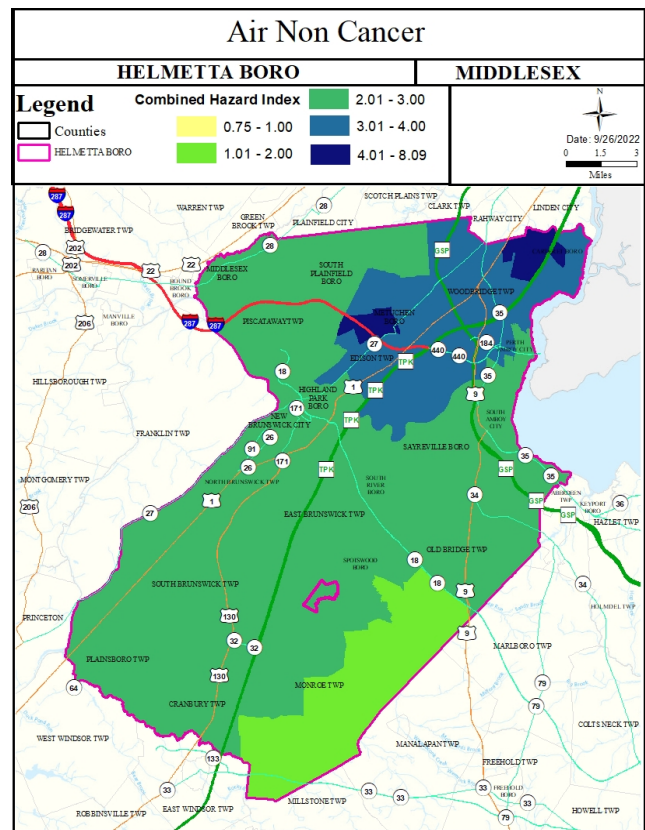 Air Non Cancer
HELMETTA BORO
MIDDLESEX
Legend
Counties
HELMETTA BORO
Combined Hazard Index
0.75 - 1.00
1.01 - 2.00
2.01 - 3.00
3.01 - 4.00
4.01 - 8.09
N
Date: 9/26/2022
0 1.5 3
Miles
SCOTCH PLAINS TWP
287
287
WARREN TWP
GREEN
BROOK TWP
28
PLAINFIELD CITY
CLARK TWP
RAHWAY CITY
LINDEN CITY
BRIDGEWATER TWP
202
28
202
22
22
28
GSP
RARITAN
BORO
SOMERVILLE
BORO
BOUND
BROOK BORO
MIDDLESEX
BORO
SOUTH
PLAINFIELD
BORO
WOODBRIDGE TWP
MANVILLE
BORO
206
287
287
PISCATAWAY TWP
METUCHEN
BORO
35
27
440
440
184
PERTH
AMBOY CITY
EDISON TWP
TPK
35
HILLSBOROUGH TWP
18
HIGHLAND
PARK
BORO
1
TPK
9
171
TPK
NEW
BRUNSWICK CITY
SOUTH
AMBOY
CITY
FRANKLIN TWP
26
91
171
26
SAYREVILLE BORO
35
35
GSP
TPK
MONTGOMERY TWP
NORTH BRUNSWICK TWP
SOUTH
RIVER
BORO
34
GSP
GSP
ABERDEEN
TWP
KEYPORT
BORO
36
HAZLET TWP
206
27
1
EAST BRUNSWICK TWP
OLD BRIDGE TWP
SPOTSWOOD
BORO
18
18
34
SOUTH BRUNSWICK TWP
9
HOLMDEL TWP
PRINCETON
130
9
32
32
MARLBORO TWP
PLAINSBORO TWP
130
64
MONROE TWP
79
CRANBURY TWP
79
COLTS NECK TWP
WEST WINDSOR TWP
MANALAPAN TWP
133
FREEHOLD TWP
33
33
33
33
FREEHOLD
BORO
33
ROBBINSVILLE TWP
EAST WINDSOR TWP
MILLSTONE TWP
79
HOWELL TWP